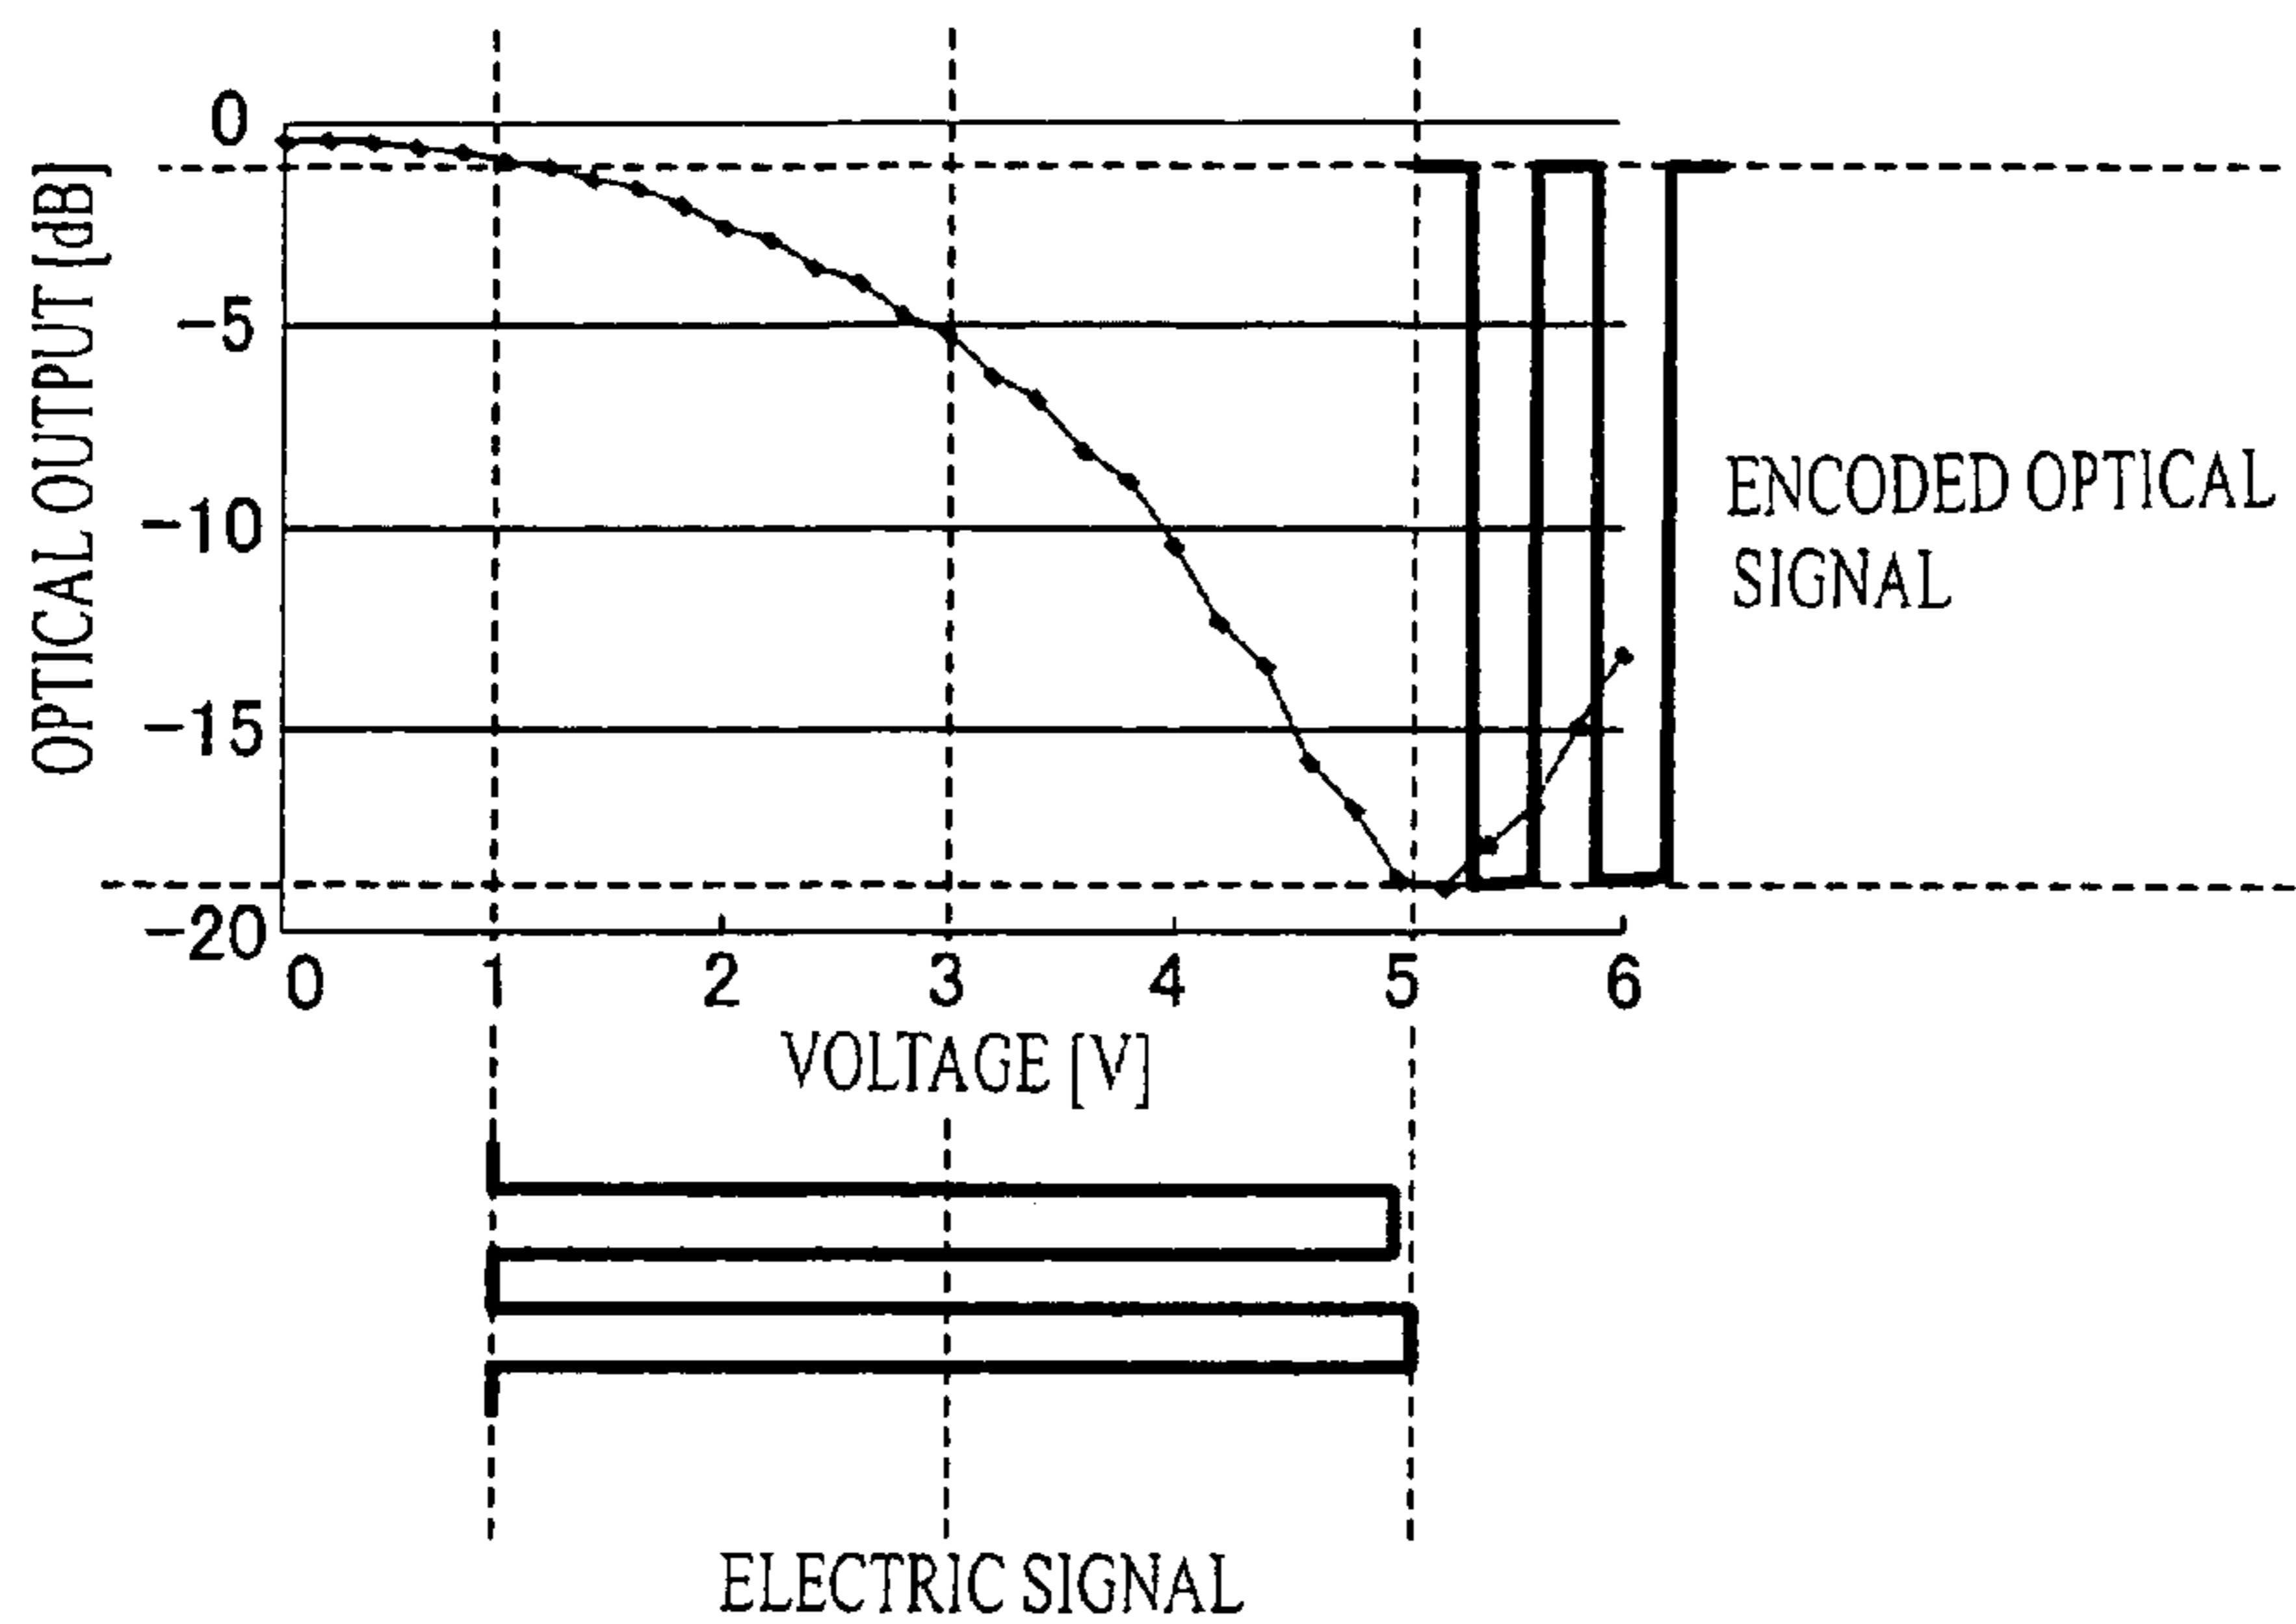 OPTICAL OUTPUT [dB]
0
-5
-10
-15
-20
0 1 2 3 4 5 6
VOLTAGE [V]
ENCODED OPTICAL
SIGNAL
ELECTRIC SIGNAL